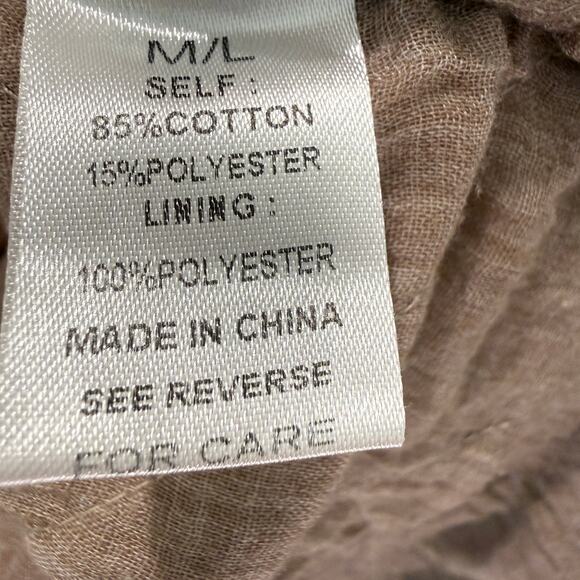 M/L
SELF :
85%COTTON
15%POLYESTER
LINING :
100%POLYESTER
MADE IN CHINA
SEE REVERSE
FOR CARE